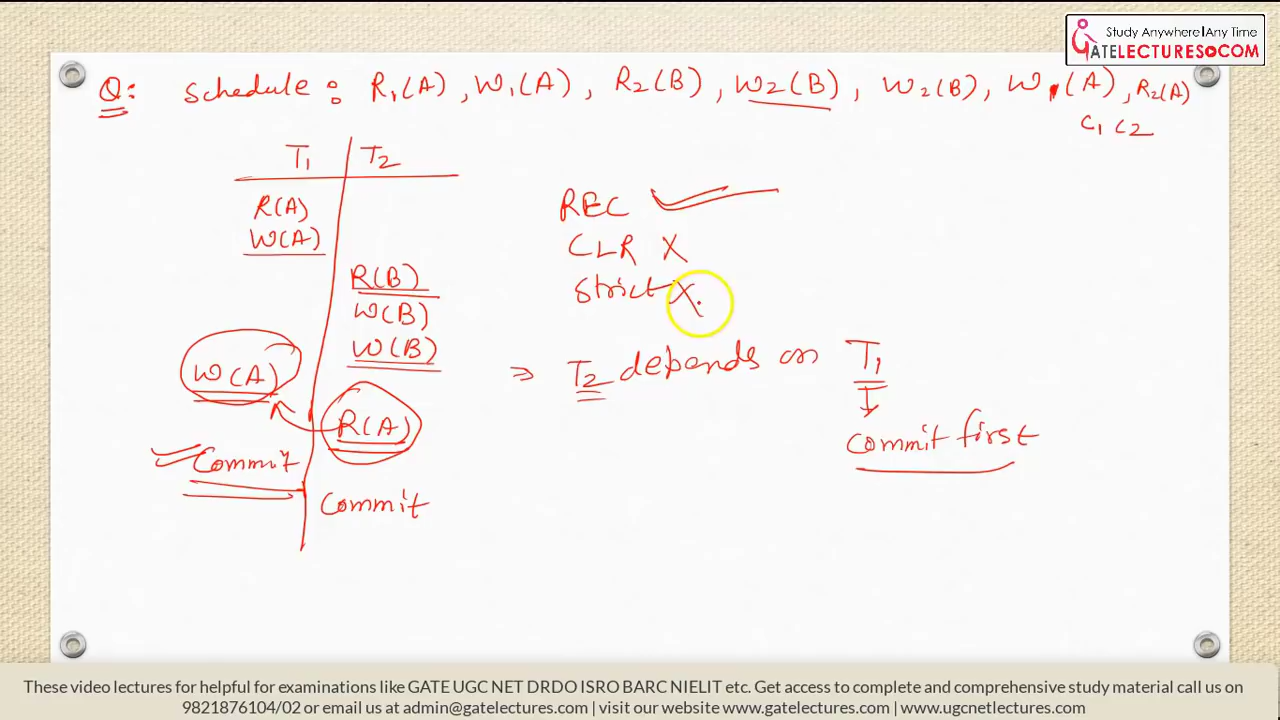 Study Anywhere|Any Time
GATELECTURES.COM
Q: Schedule : R1(A), W1(A), R2(B), W2(B), W2(B), W1(A), R2(A)
C1 C2
T1 T2
R(A)
W(A)
R(B)
W(B)
W(B)
W(A)
R(A)
Commit
Commit
REC ✓
CLR X
Strict X
⇒ T2 depends on T1
↓
Commit first
These video lectures for helpful for examinations like GATE UGC NET DRDO ISRO BARC NIELIT etc. Get access to complete and comprehensive study material call us on
9821876104/02 or email us at admin@gatelectures.com | visit our website www.gatelectures.com | www.ugcnetlectures.com